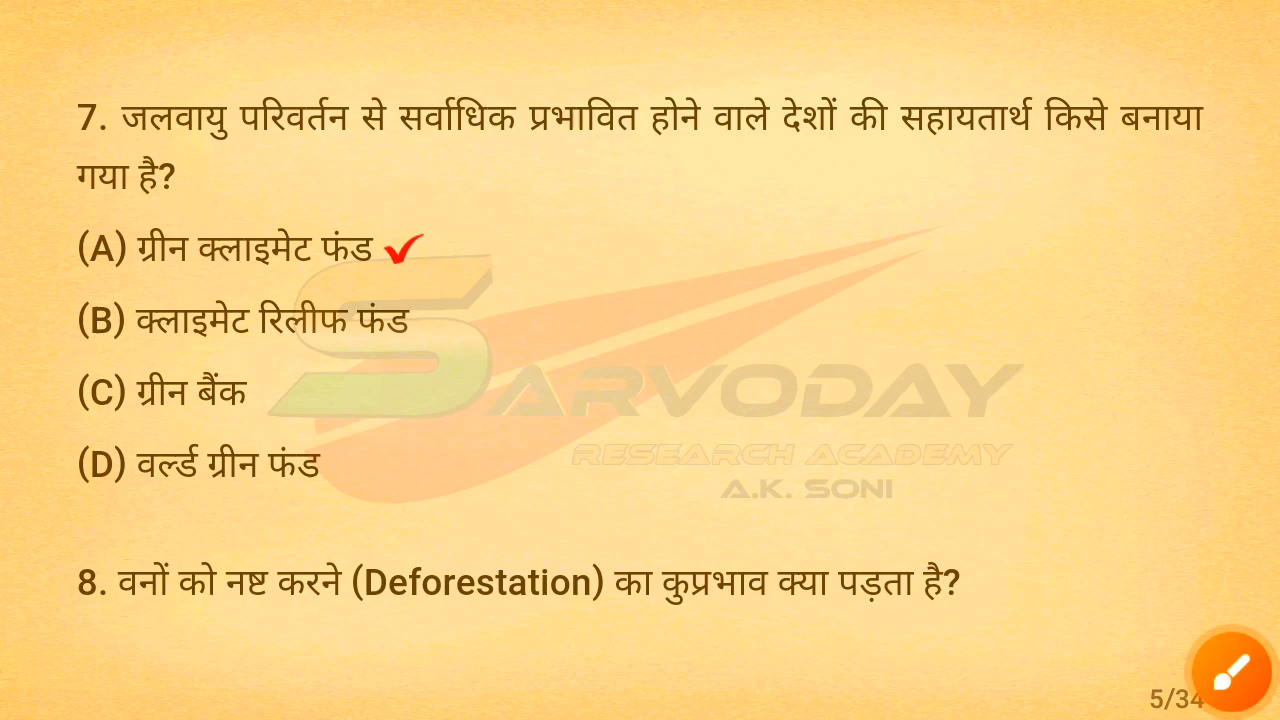 7. जलवायु परिवर्तन से सर्वाधिक प्रभावित होने वाले देशों की सहायतार्थ किसे बनाया
गया है?
(A) ग्रीन क्लाइमेट फंड
(B) क्लाइमेट रिलीफ फंड
(C) ग्रीन बैंक
(D) वर्ल्ड ग्रीन फंड
SARVODAY
RESEARCH ACADEMY
A.K. SONI
8. वनों को नष्ट करने (Deforestation) का कुप्रभाव क्या पड़ता है?
5/34